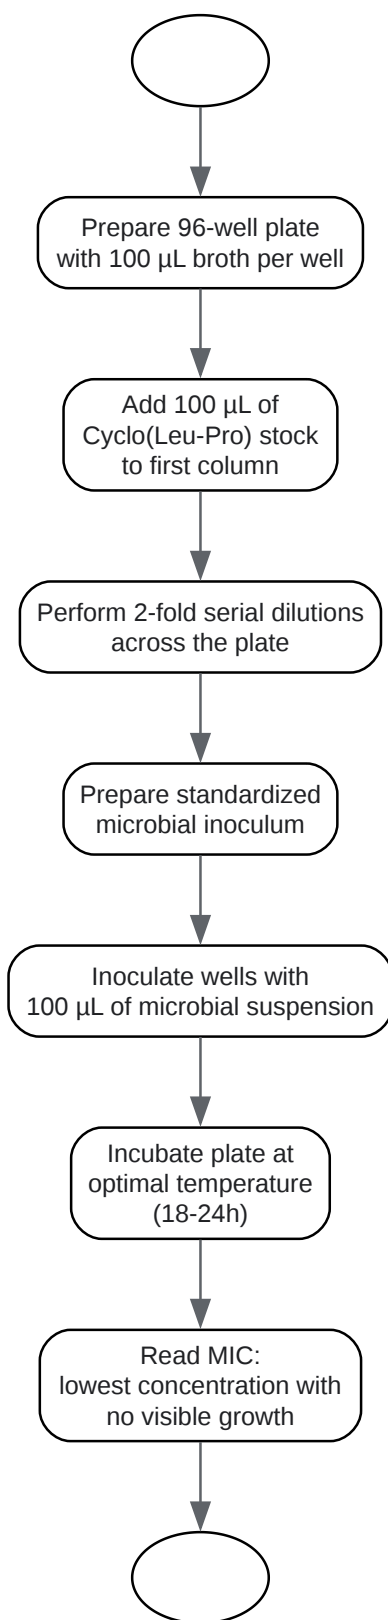 Prepare 96-well plate
with 100 µL broth per well
Add 100 µL of
Cyclo(Leu-Pro) stock
to first column
Perform 2-fold serial dilutions
across the plate
Prepare standardized
microbial inoculum
Inoculate wells with
100 µL of microbial suspension
Incubate plate at
optimal temperature
(18-24h)
Read MIC:
lowest concentration with
no visible growth